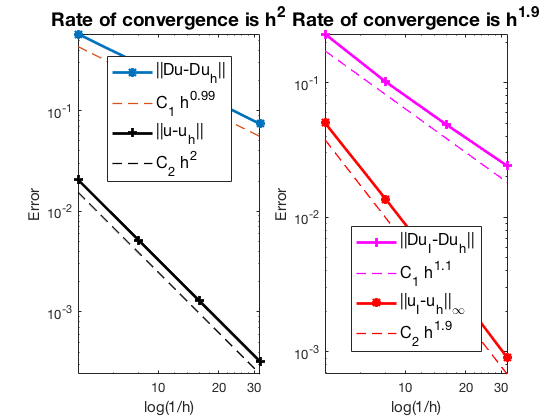 Rate of convergence is h^2
Rate of convergence is h^1.9
Error
10^-1
10^-2
10^-3
||Du-Du_h||
C_1 h^0.99
||u-u_h||
C_2 h^2
10 20 30
log(1/h)
Error
10^-1
10^-2
10^-3
||Du_I-Du_h||
C_1 h^1.1
||u_I-u_h||_∞
C_2 h^1.9
10 20 30
log(1/h)